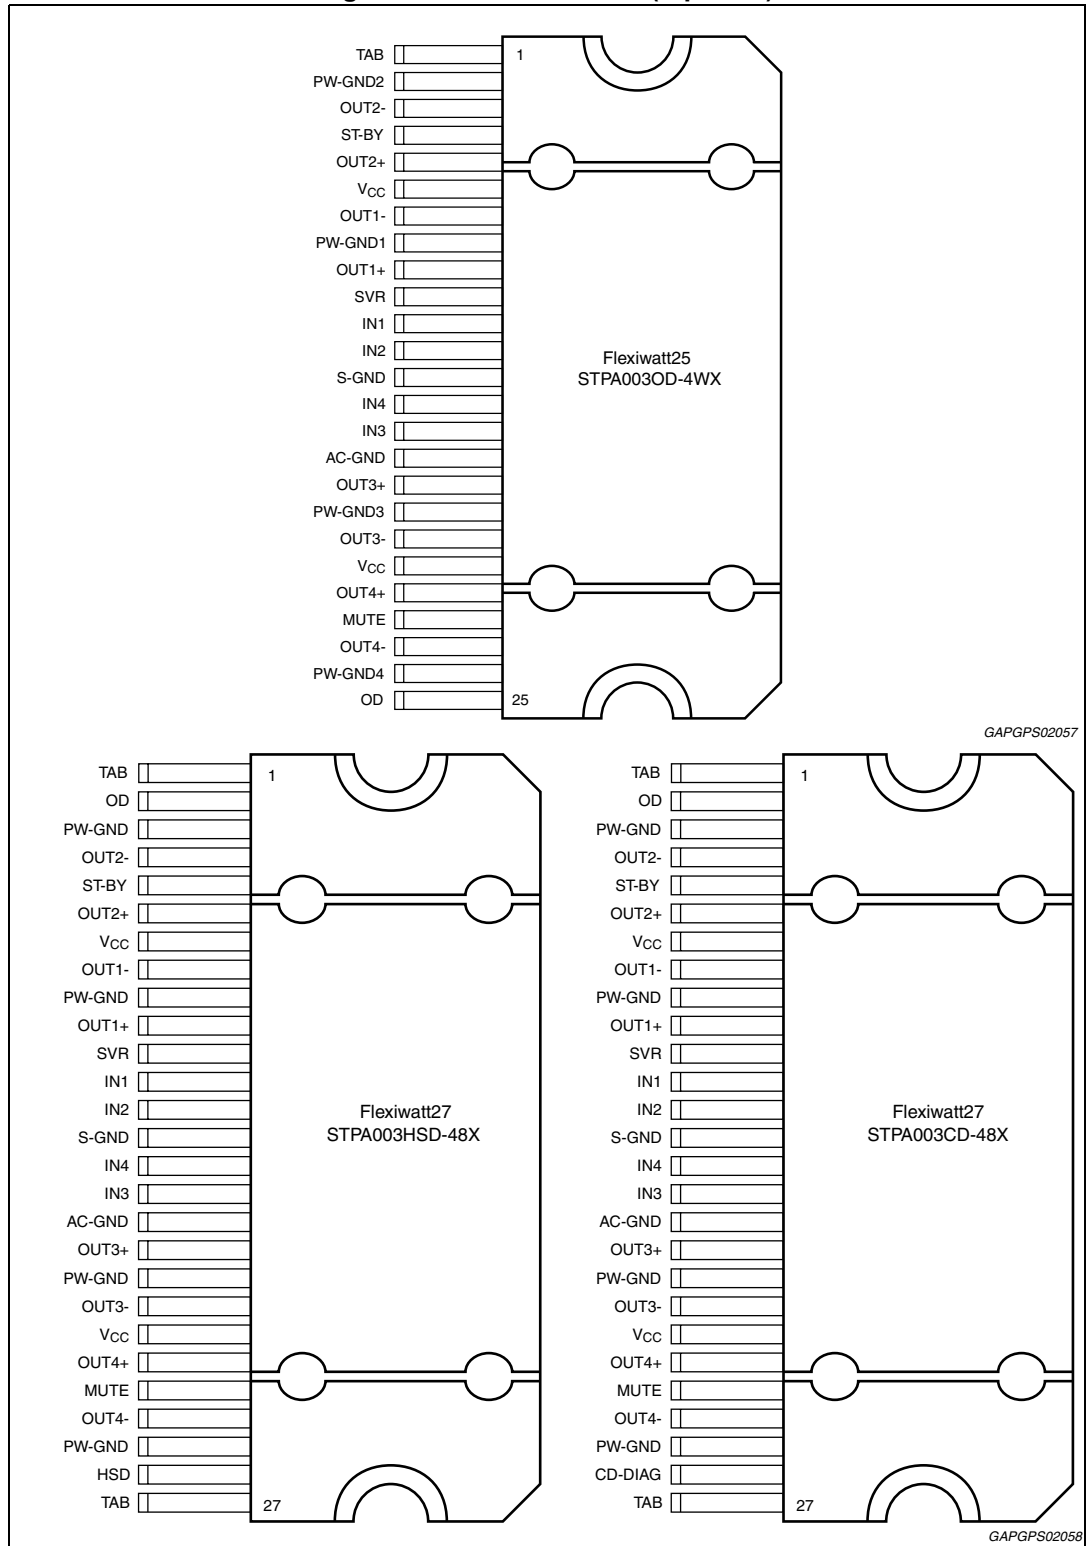 TAB
PW-GND2
OUT2-
ST-BY
OUT2+
VCC
OUT1-
PW-GND1
OUT1+
SVR
IN1
IN2
S-GND
IN4
IN3
AC-GND
OUT3+
PW-GND3
OUT3-
VCC
OUT4+
MUTE
OUT4-
PW-GND4
OD
1
Flexiwatt25
STPA003OD-4WX
25
GAPGPS02057
TAB
OD
PW-GND
OUT2-
ST-BY
OUT2+
VCC
OUT1-
PW-GND
OUT1+
SVR
IN1
IN2
S-GND
IN4
IN3
AC-GND
OUT3+
PW-GND
OUT3-
VCC
OUT4+
MUTE
OUT4-
PW-GND
HSD
TAB
1
Flexiwatt27
STPA003HSD-48X
27
TAB
OD
PW-GND
OUT2-
ST-BY
OUT2+
VCC
OUT1-
PW-GND
OUT1+
SVR
IN1
IN2
S-GND
IN4
IN3
AC-GND
OUT3+
PW-GND
OUT3-
VCC
OUT4+
MUTE
OUT4-
PW-GND
CD-DIAG
TAB
1
Flexiwatt27
STPA003CD-48X
27
GAPGPS02058